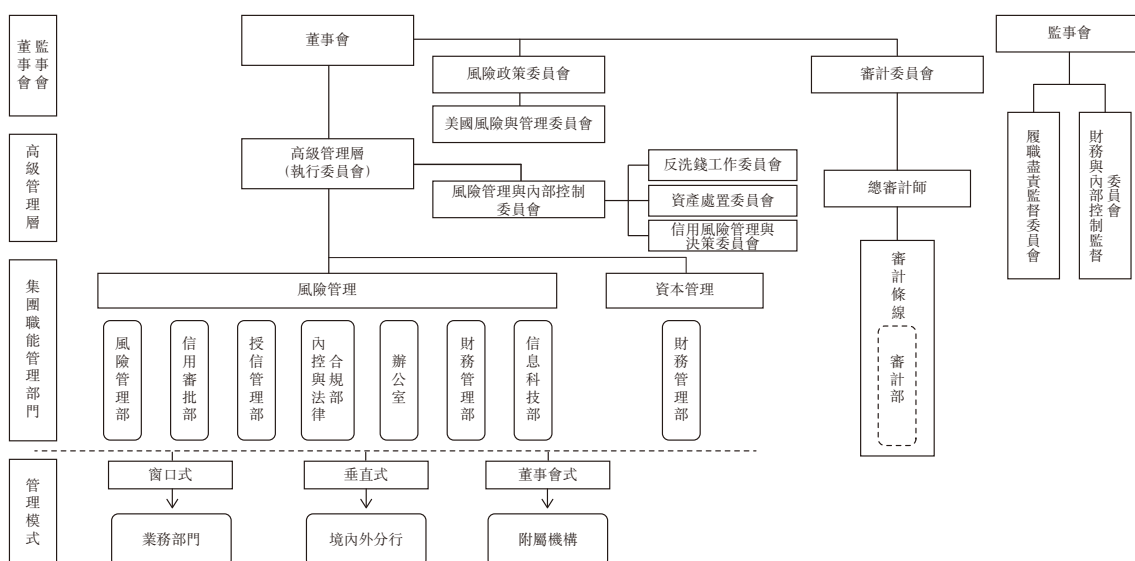 監事會
董事會
董事會
風險政策委員會
美國風險與管理委員會
審計委員會
監事會
履職盡責監督委員會
財務與內部控制監督
委員會
高級管理層
高級管理層
(執行委員會)
風險管理與內部控制
委員會
反洗錢工作委員會
資產處置委員會
信用風險管理與
決策委員會
總審計師
集團職能管理部門
風險管理
資本管理
審計條線
審計部
風險管理部
信用審批部
授信管理部
內控與法律
合規部
辦公室
財務管理部
信息科技部
財務管理部
管理模式
窗口式
垂直式
董事會式
業務部門
境內外分行
附屬機構